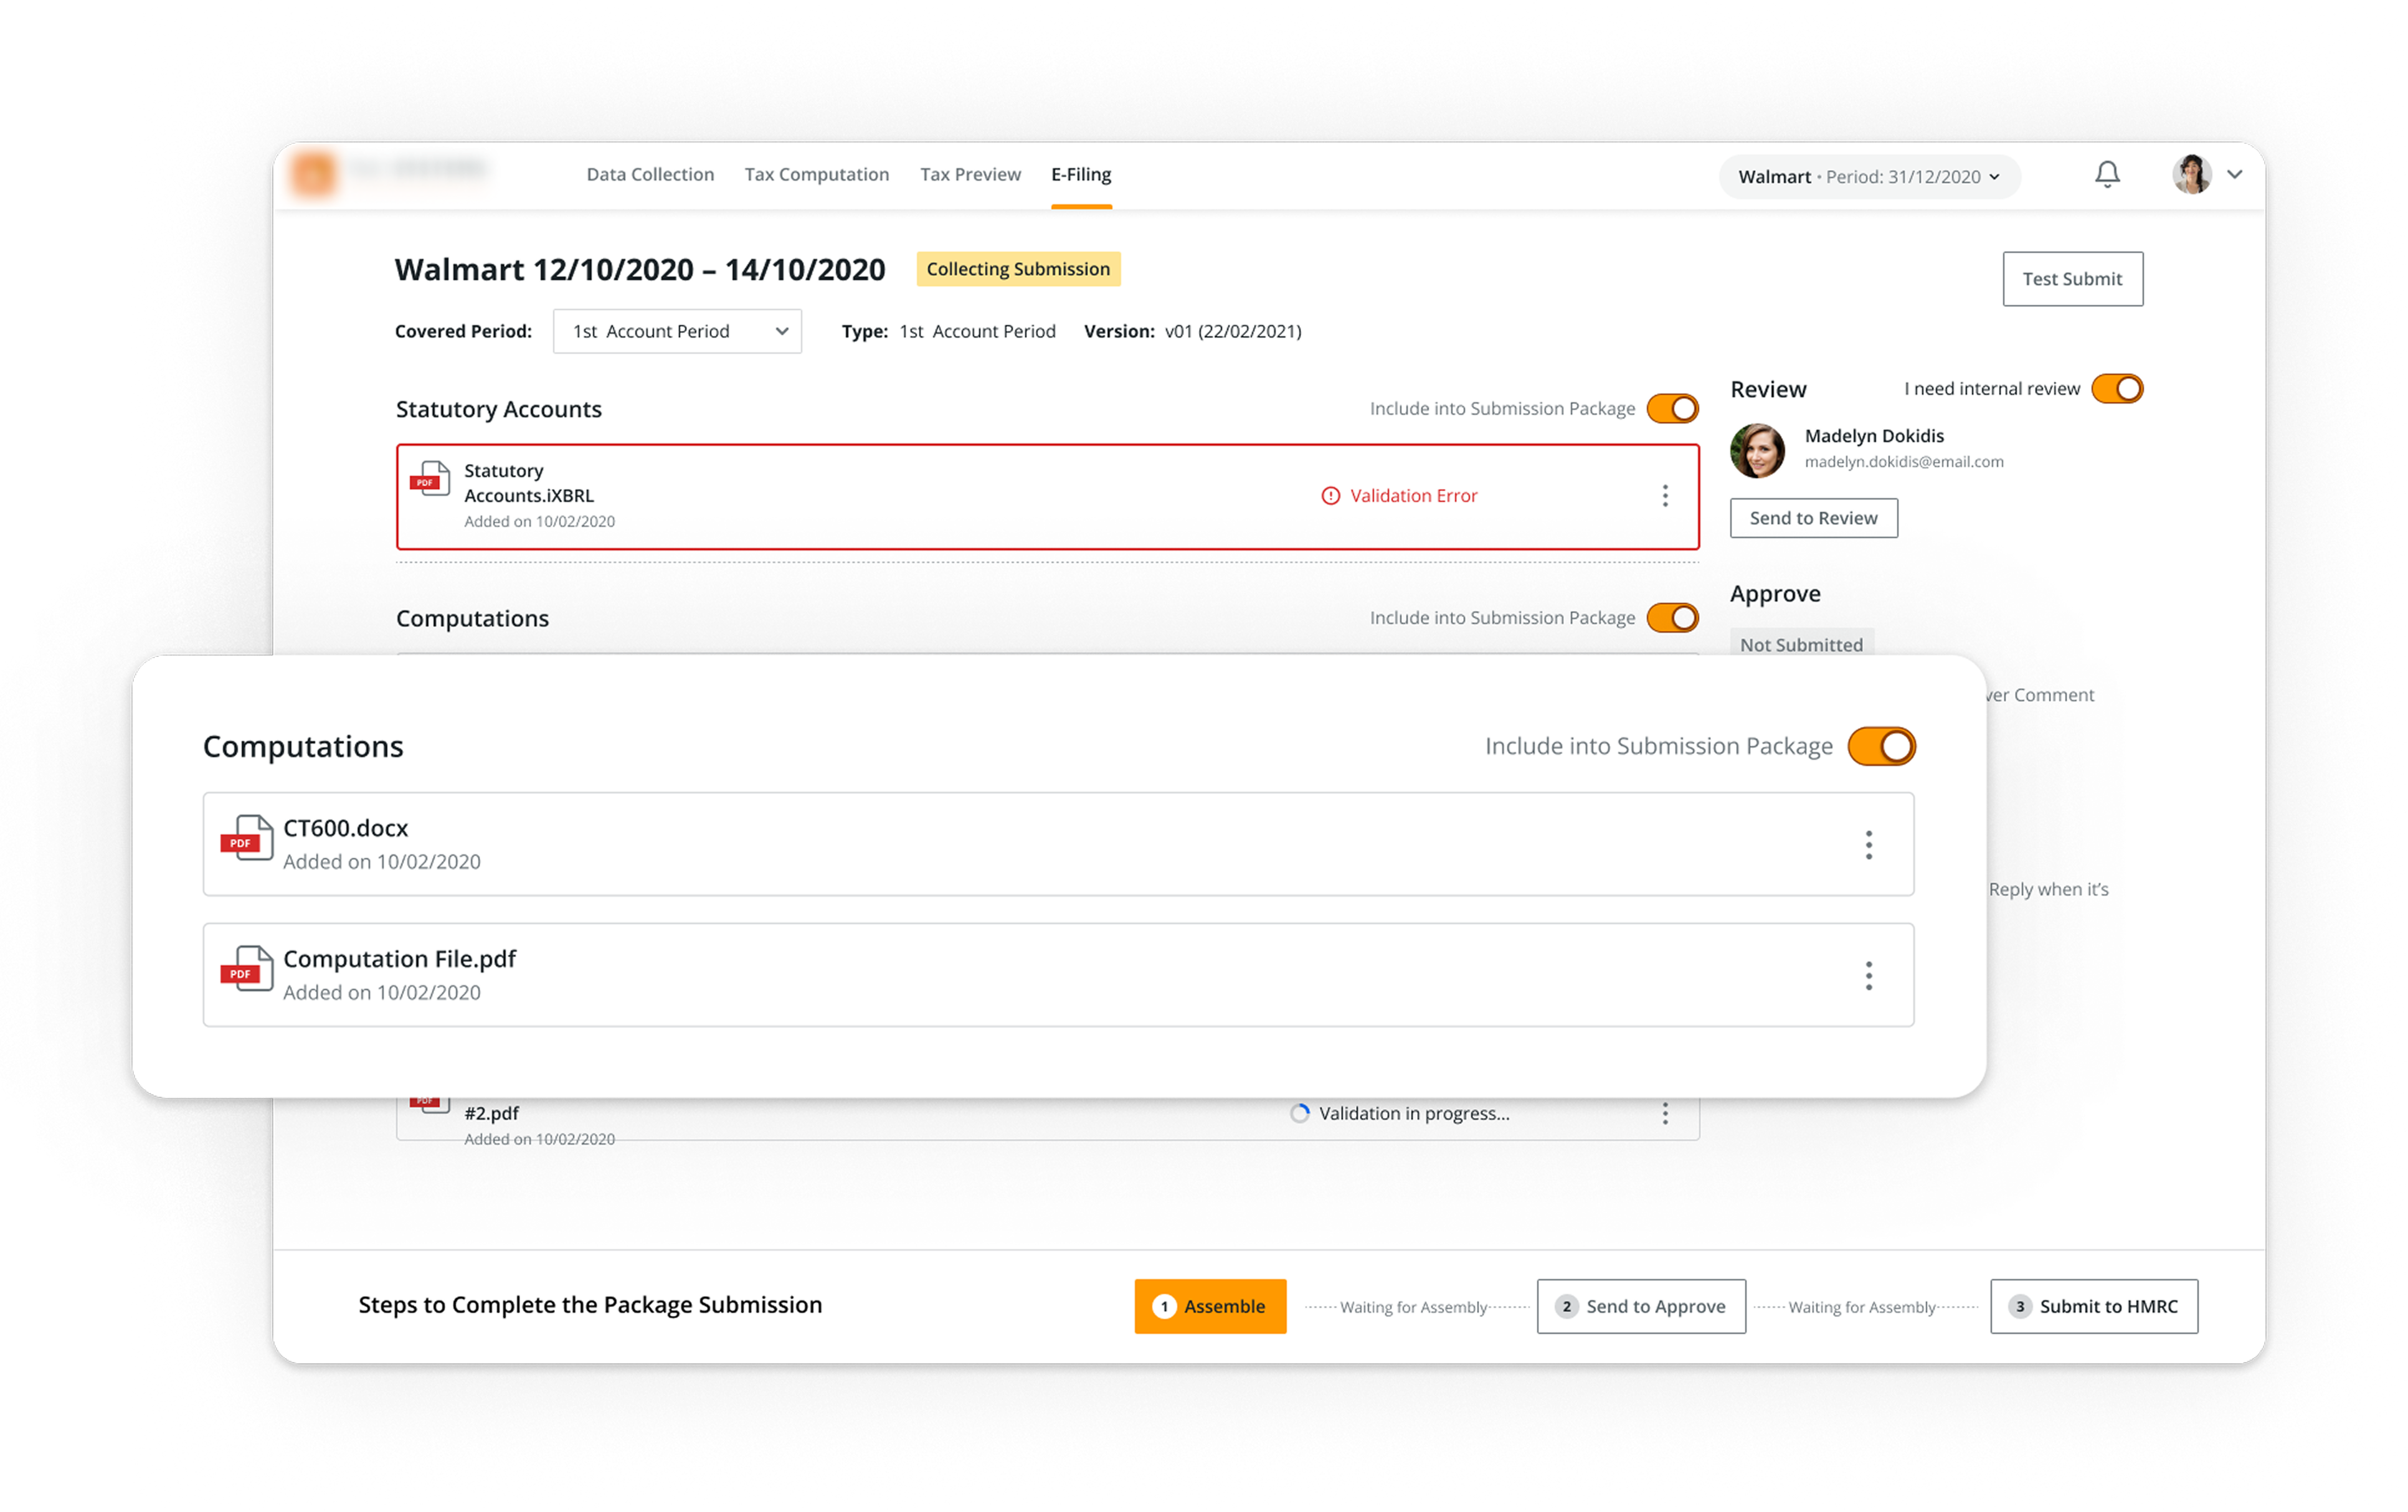 Data Collection
Tax Computation
Tax Preview
E-Filing
Walmart • Period: 31/12/2020
Walmart 12/10/2020 – 14/10/2020
Collecting Submission
Test Submit
Covered Period:
1st Account Period
Type: 1st Account Period
Version: v01 (22/02/2021)
Statutory Accounts
Include into Submission Package
PDF
Statutory
Accounts.iXBRL
Added on 10/02/2020
Validation Error
Review
I need internal review
Madelyn Dokidis
madelyn.dokidis@email.com
Send to Review
Computations
Include into Submission Package
Approve
Not Submitted
Comment
Computations
Include into Submission Package
PDF
CT600.docx
Added on 10/02/2020
PDF
Computation File.pdf
Added on 10/02/2020
Reply when it's
PDF
#2.pdf
Added on 10/02/2020
Validation in progress...
Steps to Complete the Package Submission
1 Assemble
Waiting for Assembly
2 Send to Approve
Waiting for Assembly
3 Submit to HMRC